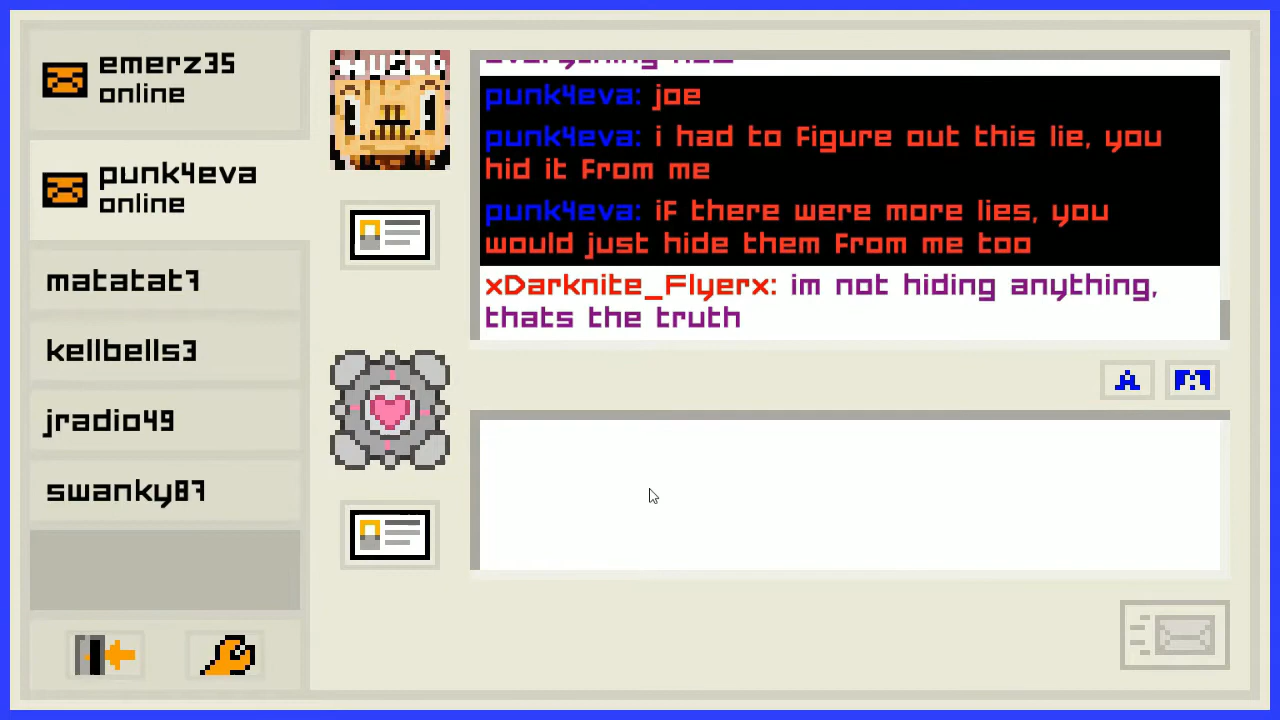 emerz35
online
punk4eva
online
matatat7
kellbells3
jradio49
swanky87
punk4eva: joe
punk4eva: i had to figure out this lie, you
hid it from me
punk4eva: if there were more lies, you
would just hide them from me too
xDarknite_Flyerx: im not hiding anything,
thats the truth
A